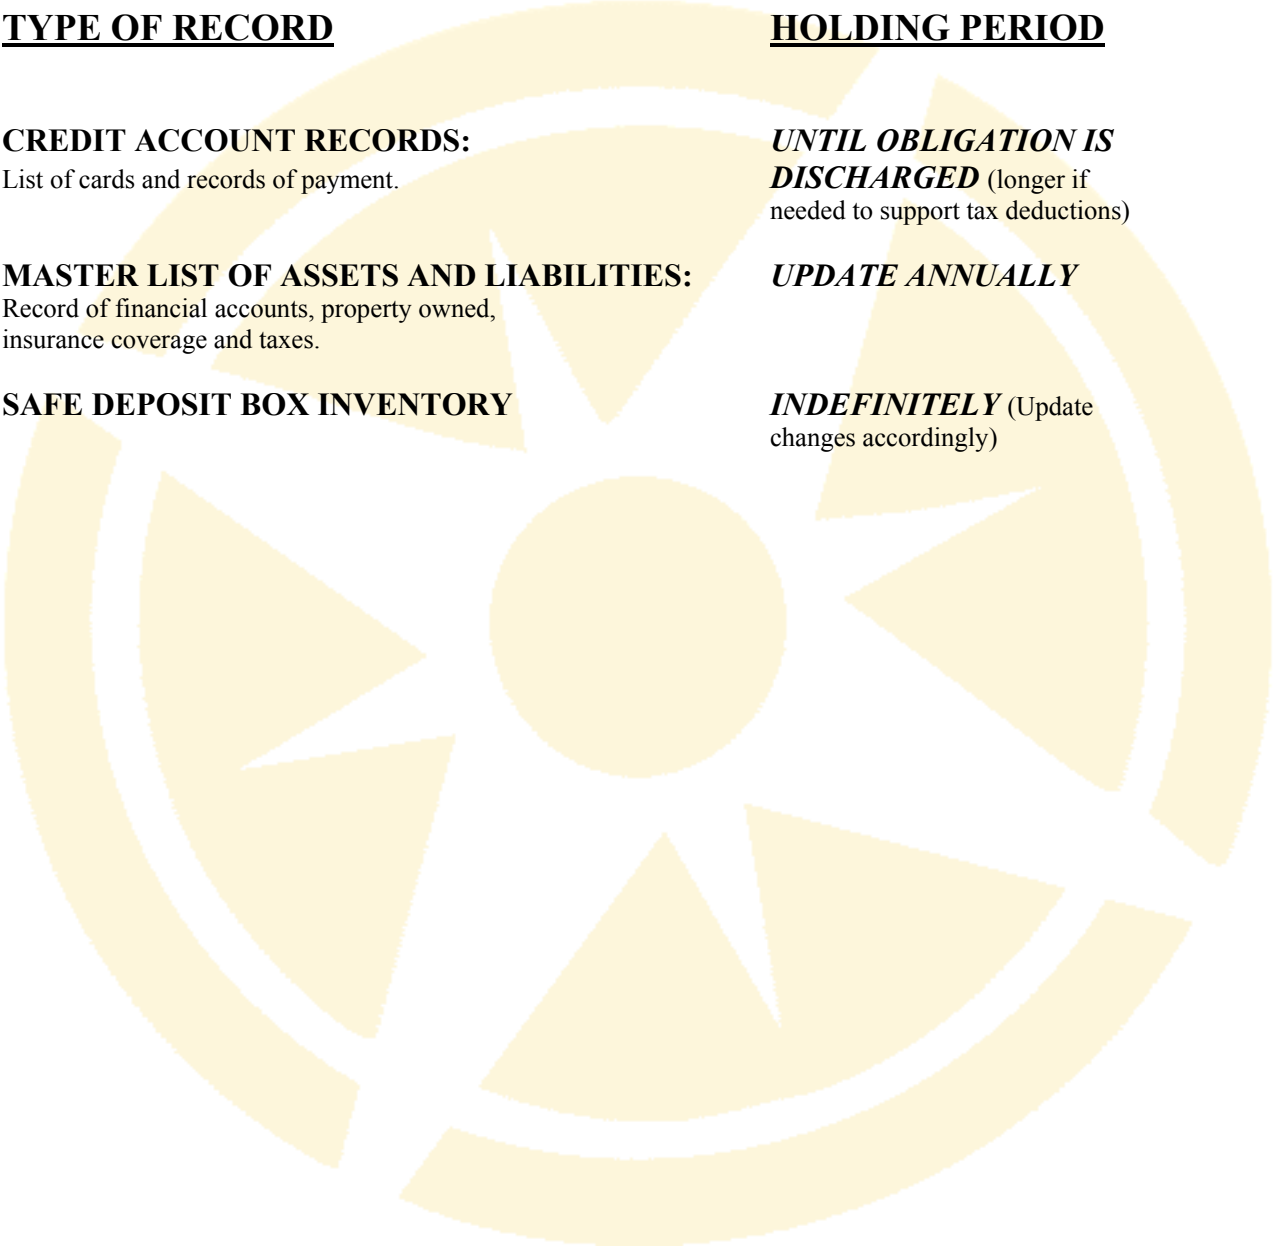 TYPE OF RECORD HOLDING PERIOD
CREDIT ACCOUNT RECORDS: UNTIL OBLIGATION IS
List of cards and records of payment. DISCHARGED (longer if
needed to support tax deductions)
MASTER LIST OF ASSETS AND LIABILITIES: UPDATE ANNUALLY
Record of financial accounts, property owned,
insurance coverage and taxes.
SAFE DEPOSIT BOX INVENTORY INDEFINITELY (Update
changes accordingly)